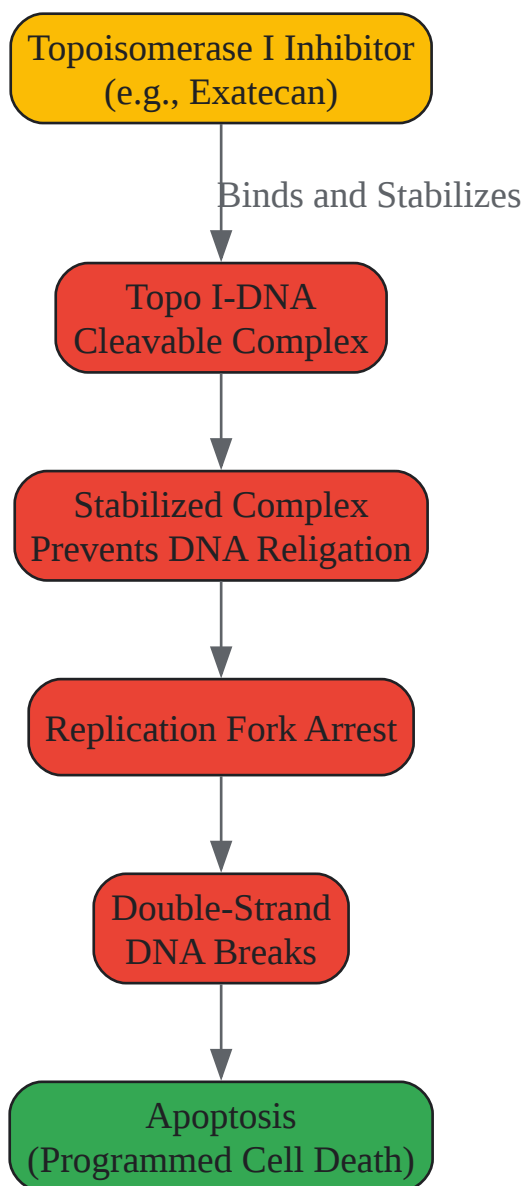 Topoisomerase I Inhibitor
(e.g., Exatecan)
Binds and Stabilizes
Topo I-DNA
Cleavable Complex
Stabilized Complex
Prevents DNA Religation
Replication Fork Arrest
Double-Strand
DNA Breaks
Apoptosis
(Programmed Cell Death)